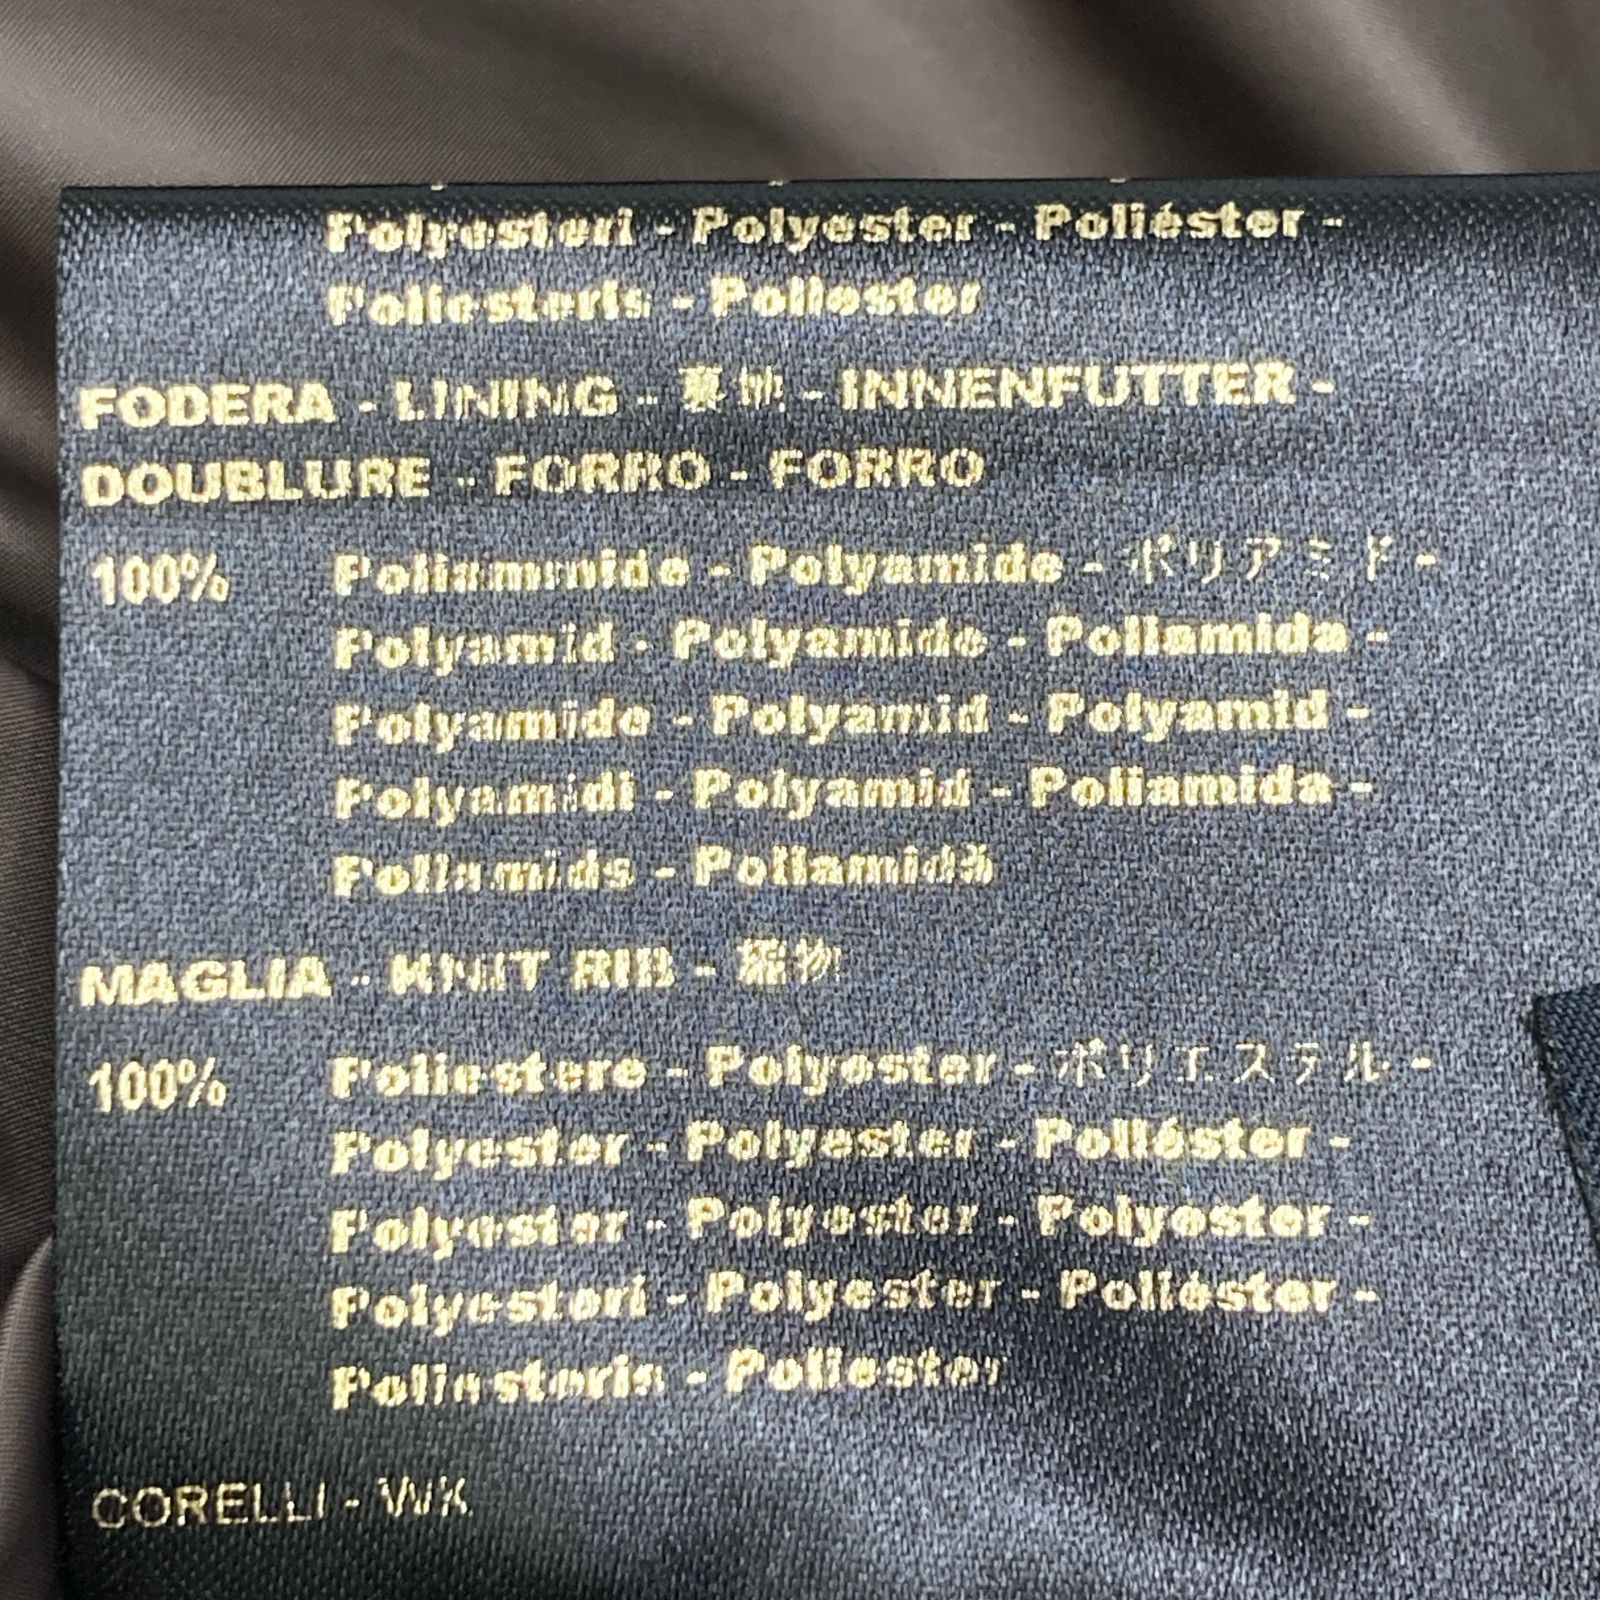 Polyesteri - Polyester - Poliéster -
Poliesteris - Poliester
FODERA - LINING - 裏地 - INNENFUTTER -
DOUBLURE - FORRO - FORRO
100% Poliammide - Polyamide - ポリアミド -
Polyamid - Polyamide - Poliamida -
Polyamide - Polyamid - Polyamid -
Polyamidi - Polyamid - Poliamida -
Poliamids - Poliamidă
MAGLIA - KNIT RIB - 編物
100% Poliestere - Polyester - ポリエステル -
Polyester - Polyester - Poliéster -
Polyester - Polyester - Polyester -
Polyesteri - Polyester - Poliéster -
Poliesteris - Poliester
CORELLI - WK